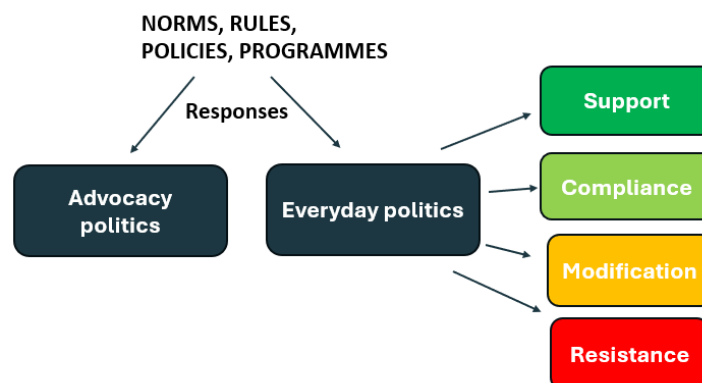 NORMS, RULES,
POLICIES, PROGRAMMES
Responses
Advocacy
politics
Everyday politics
Support
Compliance
Modification
Resistance